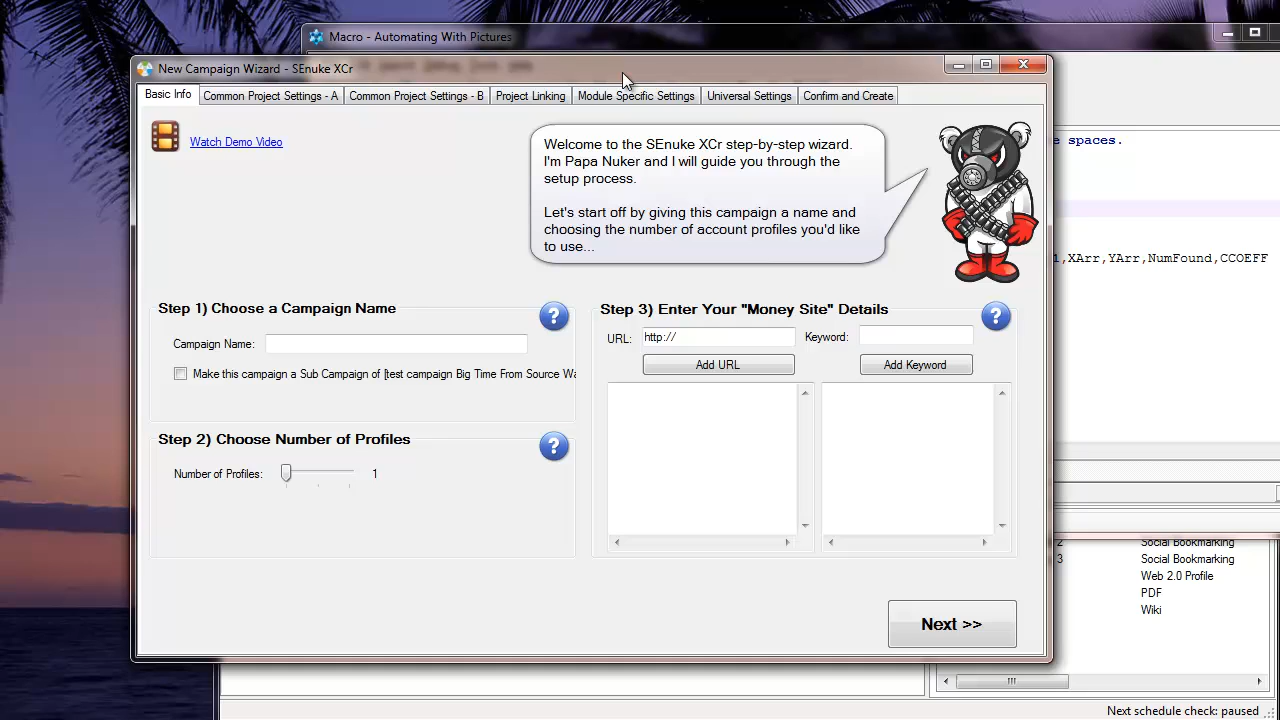 Macro - Automating With Pictures
New Campaign Wizard - SEnuke XCr
Basic Info
Common Project Settings - A
Common Project Settings - B
Project Linking
Module Specific Settings
Universal Settings
Confirm and Create
Watch Demo Video
Welcome to the SEnuke XCr step-by-step wizard.
I'm Papa Nuker and I will guide you through the
setup process.
Let's start off by giving this campaign a name and
choosing the number of account profiles you'd like
to use...
e spaces.
1,XArr,YArr,NumFound,CCOEFF
Step 1) Choose a Campaign Name
Campaign Name:
Make this campaign a Sub Campaign of [test campaign Big Time From Source Wa
Step 2) Choose Number of Profiles
Number of Profiles:
1
Step 3) Enter Your "Money Site" Details
URL:
http://
Keyword:
Add URL
Add Keyword
Next >>
2
Social Bookmarking
3
Social Bookmarking
Web 2.0 Profile
PDF
Wiki
Next schedule check: paused